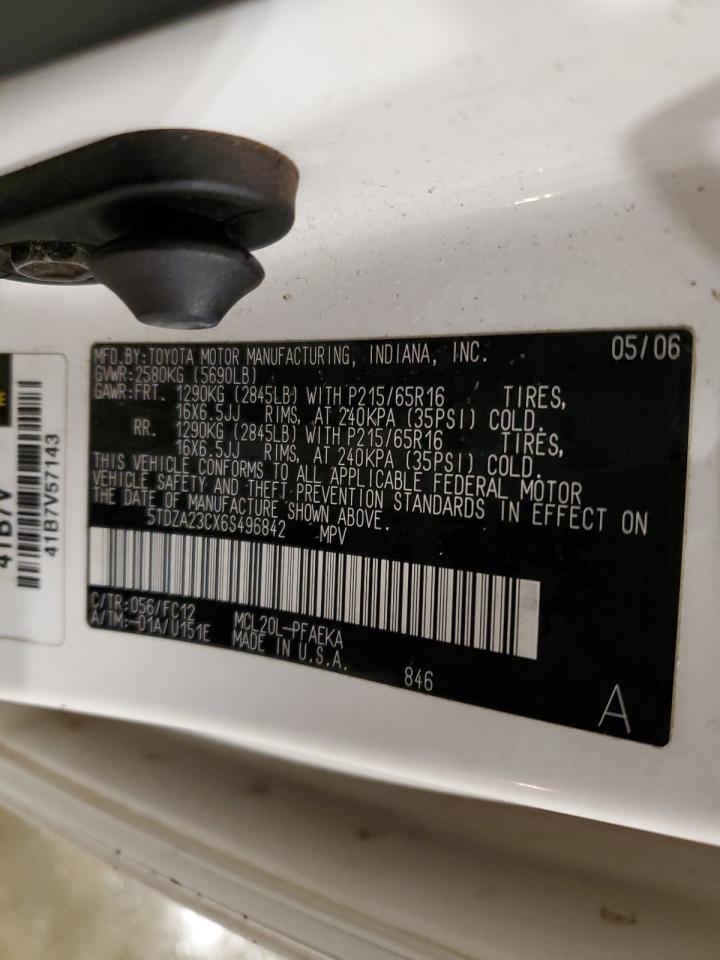 MFD. BY: TOYOTA MOTOR MANUFACTURING, INDIANA, INC. 05/06
GVWR: 2580KG (5690LB)
GAWR: FRT. 1290KG (2845LB) WITH P215/65R16 TIRES,
16X6.5JJ RIMS, AT 240KPA (35PSI) COLD.
RR. 1290KG (2845LB) WITH P215/65R16 TIRES,
16X6.5JJ RIMS, AT 240KPA (35PSI) COLD.
THIS VEHICLE CONFORMS TO ALL APPLICABLE FEDERAL MOTOR
VEHICLE SAFETY AND THEFT PREVENTION STANDARDS IN EFFECT ON
THE DATE OF MANUFACTURE SHOWN ABOVE.
5TDZA23CX6S496842 MPV
C/TR: 056/FC12 MCL20L-PFAEKA
A/TM: -01A/U151E MADE IN U.S.A.
846
A
41B7V
41B7V57143